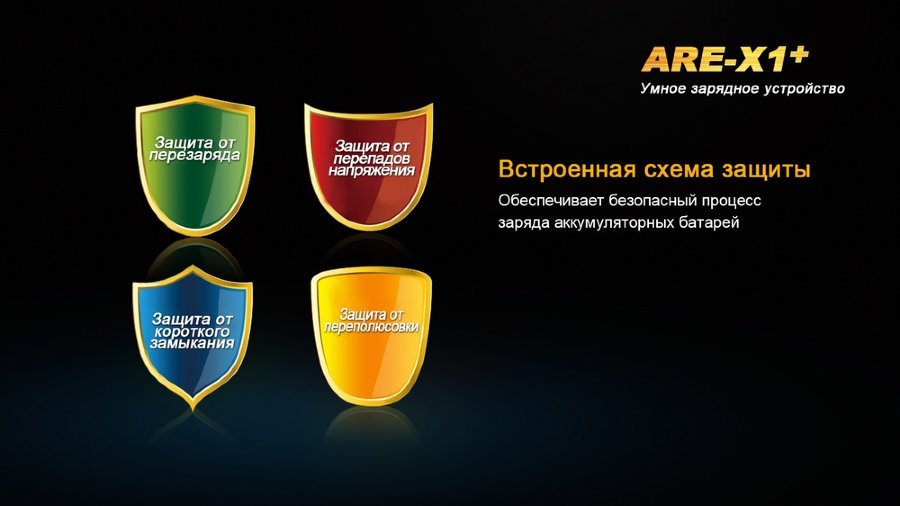 ARE-X1+
Умное зарядное устройство
Защита от
перезаряда
Защита от
перепадов
напряжения
Встроенная схема защиты
Обеспечивает безопасный процесс
заряда аккумуляторных батарей
Защита от
короткого
замыкания
Защита от
переполюсовки